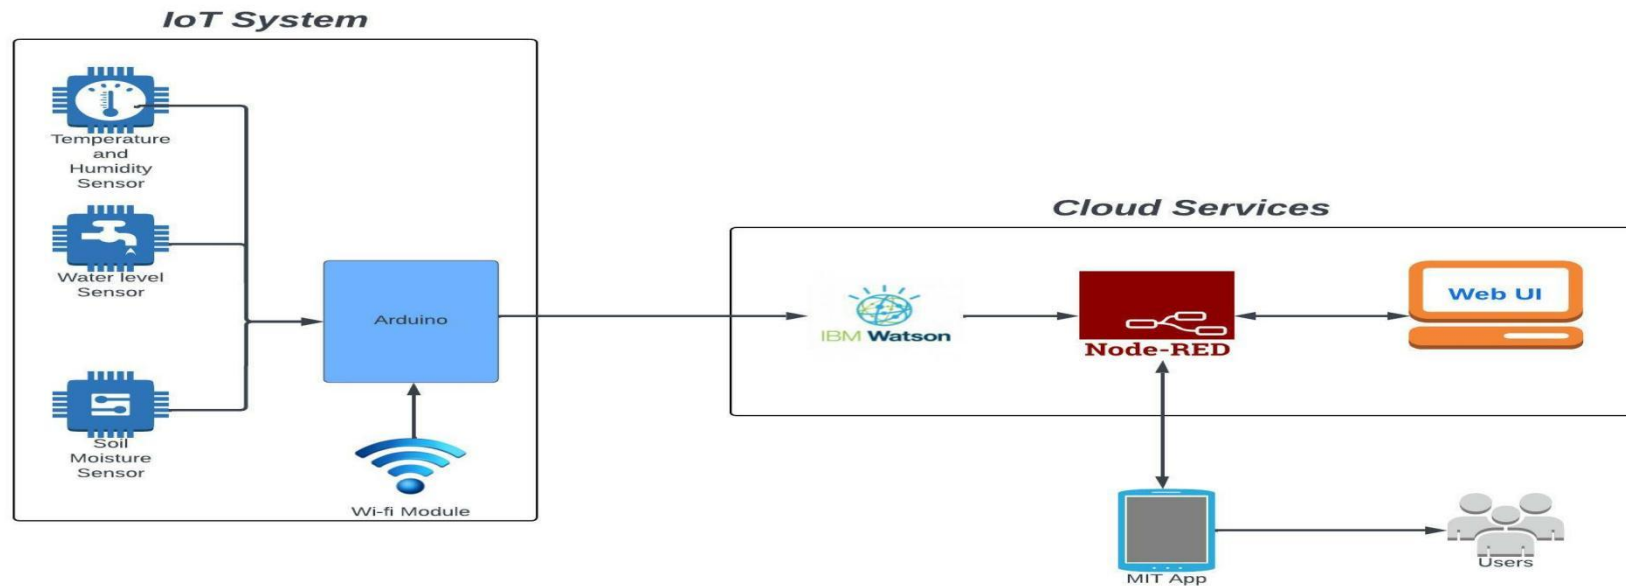 IoT System
Temperature
and
Humidity
Sensor
Water level
Sensor
Soil
Moisture
Sensor
Arduino
Wi-fi Module
Cloud Services
IBM Watson
Node-RED
Web UI
MIT App
Users